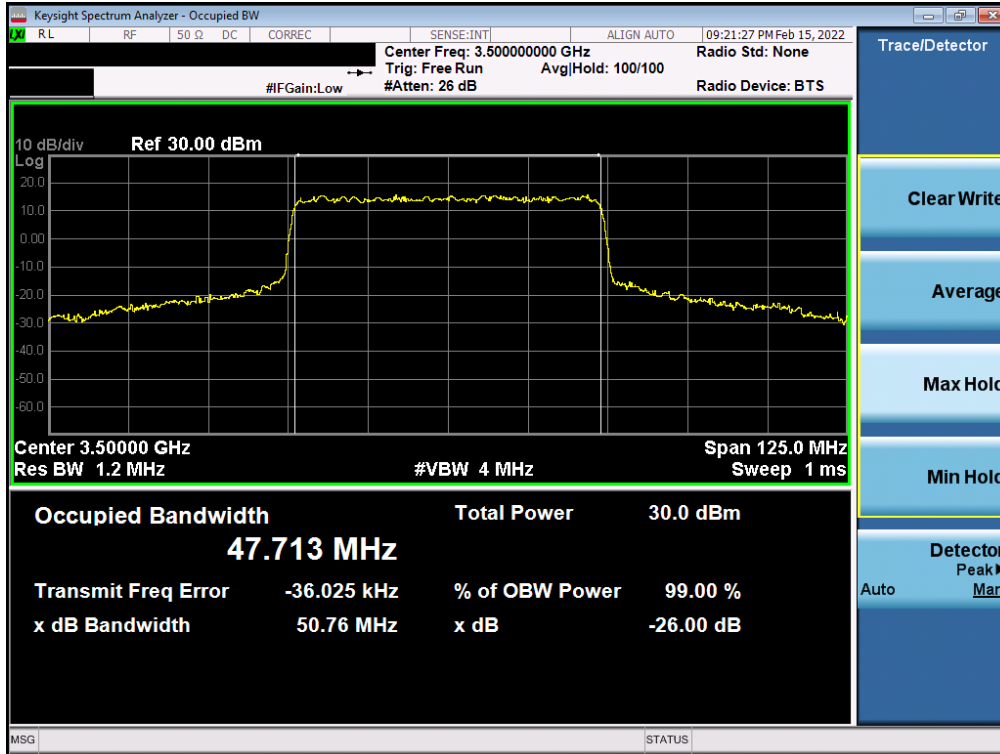 Keysight Spectrum Analyzer - Occupied BW
LXI RL RF 50 Ω DC CORREC SENSE:INT ALIGN AUTO 09:21:27 PM Feb 15, 2022
Center Freq: 3.500000000 GHz Radio Std: None
Trig: Free Run Avg|Hold: 100/100
#IFGain:Low #Atten: 26 dB Radio Device: BTS
10 dB/div Ref 30.00 dBm
Log
20.0
10.0
0.00
-10.0
-20.0
-30.0
-40.0
-50.0
-60.0
Center 3.50000 GHz Span 125.0 MHz
Res BW 1.2 MHz #VBW 4 MHz Sweep 1 ms
Occupied Bandwidth Total Power 30.0 dBm
47.713 MHz
Transmit Freq Error -36.025 kHz % of OBW Power 99.00 %
x dB Bandwidth 50.76 MHz x dB -26.00 dB
MSG STATUS
Trace/Detector
Clear Write
Average
Max Hold
Min Hold
Detector
Peak
Auto Man